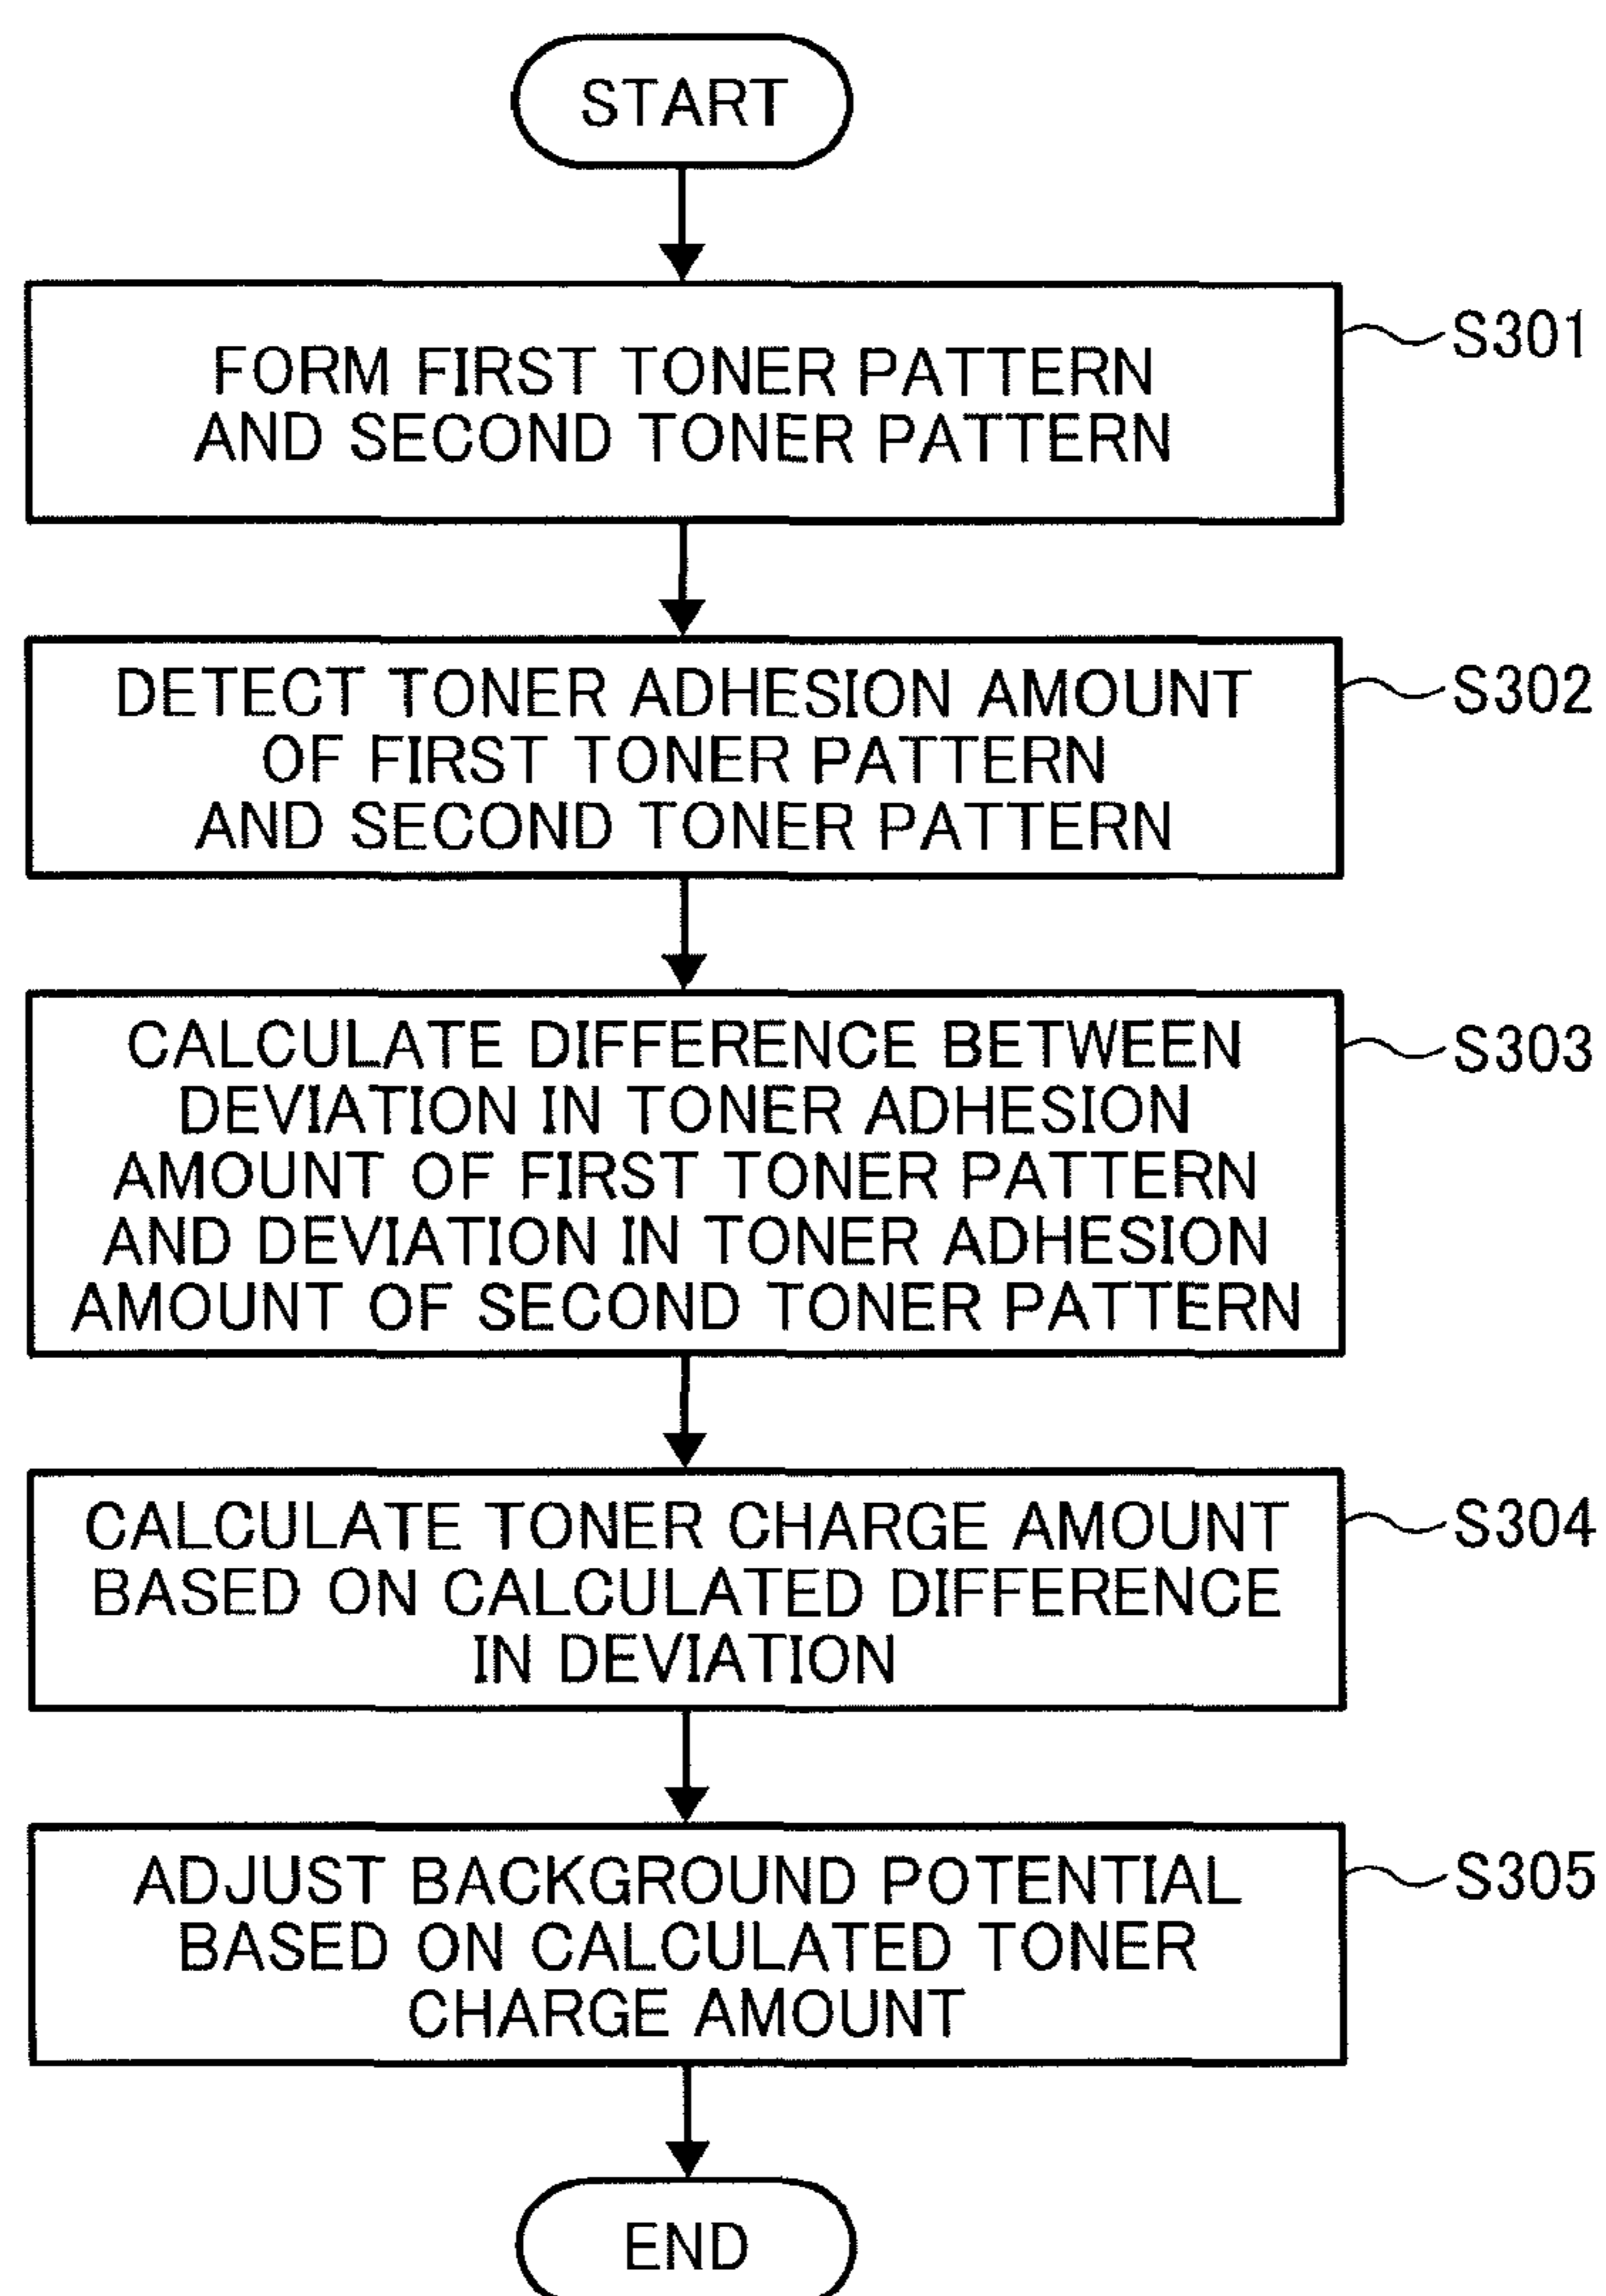 START
FORM FIRST TONER PATTERN
AND SECOND TONER PATTERN
S301
DETECT TONER ADHESION AMOUNT
OF FIRST TONER PATTERN
AND SECOND TONER PATTERN
S302
CALCULATE DIFFERENCE BETWEEN
DEVIATION IN TONER ADHESION
AMOUNT OF FIRST TONER PATTERN
AND DEVIATION IN TONER ADHESION
AMOUNT OF SECOND TONER PATTERN
S303
CALCULATE TONER CHARGE AMOUNT
BASED ON CALCULATED DIFFERENCE
IN DEVIATION
S304
ADJUST BACKGROUND POTENTIAL
BASED ON CALCULATED TONER
CHARGE AMOUNT
S305
END